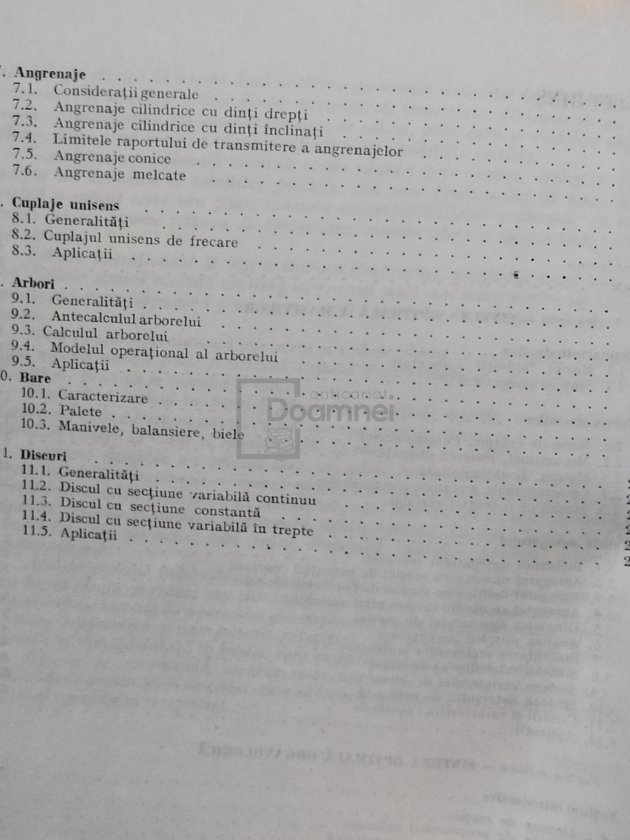 . Angrenaje
7.1. Considerații generale
7.2. Angrenaje cilindrice cu dinți drepți
7.3. Angrenaje cilindrice cu dinți înclinați
7.4. Limitele raportului de transmitere a angrenajelor
7.5. Angrenaje conice
7.6. Angrenaje melcate
. Cuplaje unisens
8.1. Generalități
8.2. Cuplajul unisens de frecare
8.3. Aplicații
. Arbori
9.1. Generalități
9.2. Antecalculul arborelui
9.3. Calculul arborelui
9.4. Modelul operațional al arborelui
9.5. Aplicații
0. Bare
10.1. Caracterizare
10.2. Palete
10.3. Manivele, balansiere, biele
anticariat
Doamnei
1. Discuri
11.1. Generalități
11.2. Discul cu secțiune variabilă continuu
11.3. Discul cu secțiune constantă
11.4. Discul cu secțiune variabilă în trepte
11.5. Aplicații